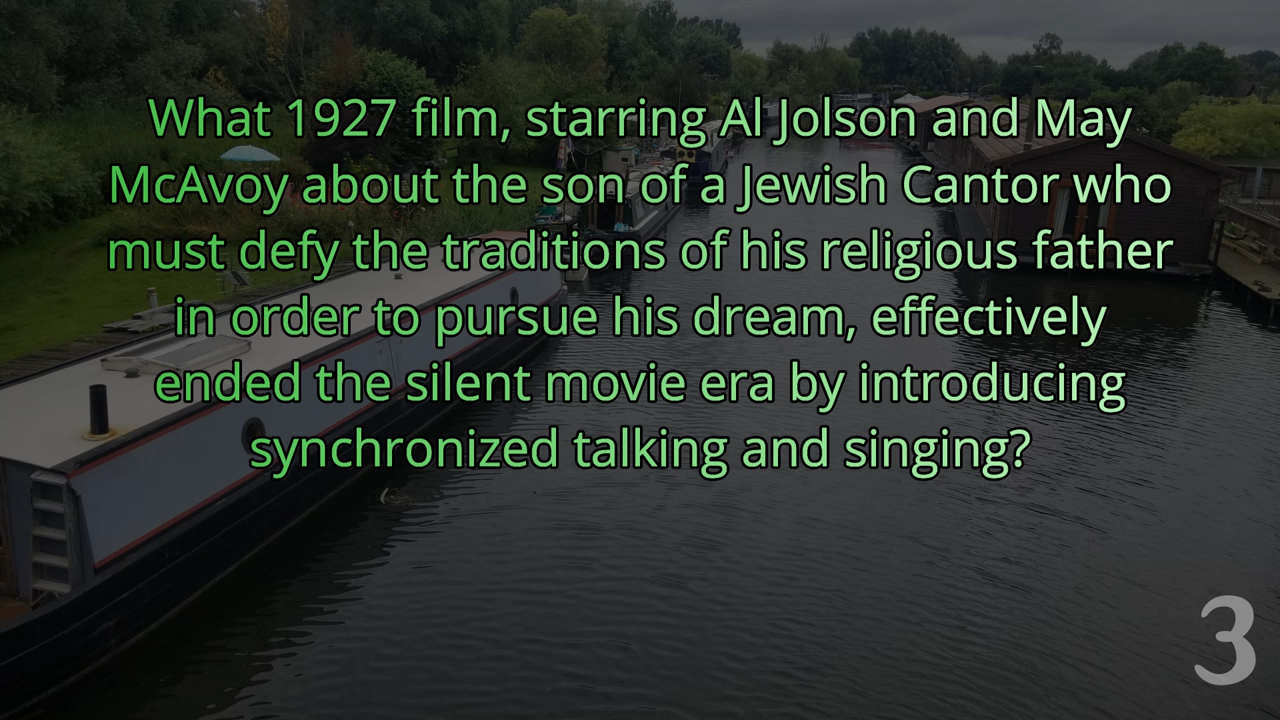 What 1927 film, starring Al Jolson and May
McAvoy about the son of a Jewish Cantor who
must defy the traditions of his religious father
in order to pursue his dream, effectively
ended the silent movie era by introducing
synchronized talking and singing?
3